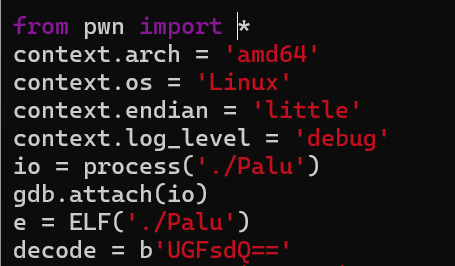 from pwn import *
context.arch = 'amd64'
context.os = 'Linux'
context.endian = 'little'
context.log_level = 'debug'
io = process('./Palu')
gdb.attach(io)
e = ELF('./Palu')
decode = b'UGFsdQ=='